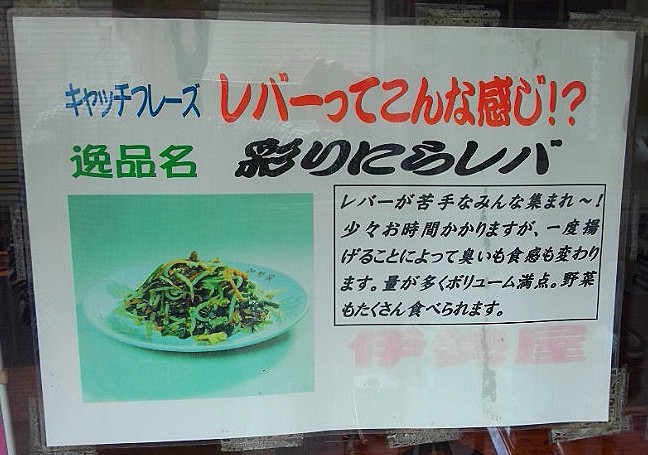 キャッチフレーズ レバーってこんな感じ!?
逸品名 彩りにらレバ
レバーが苦手なみんな集まれ～!
少々お時間かかりますが、一度揚
げることによって臭いも食感も変わり
ます。量が多くボリューム満点。野菜
もたくさん食べられます。